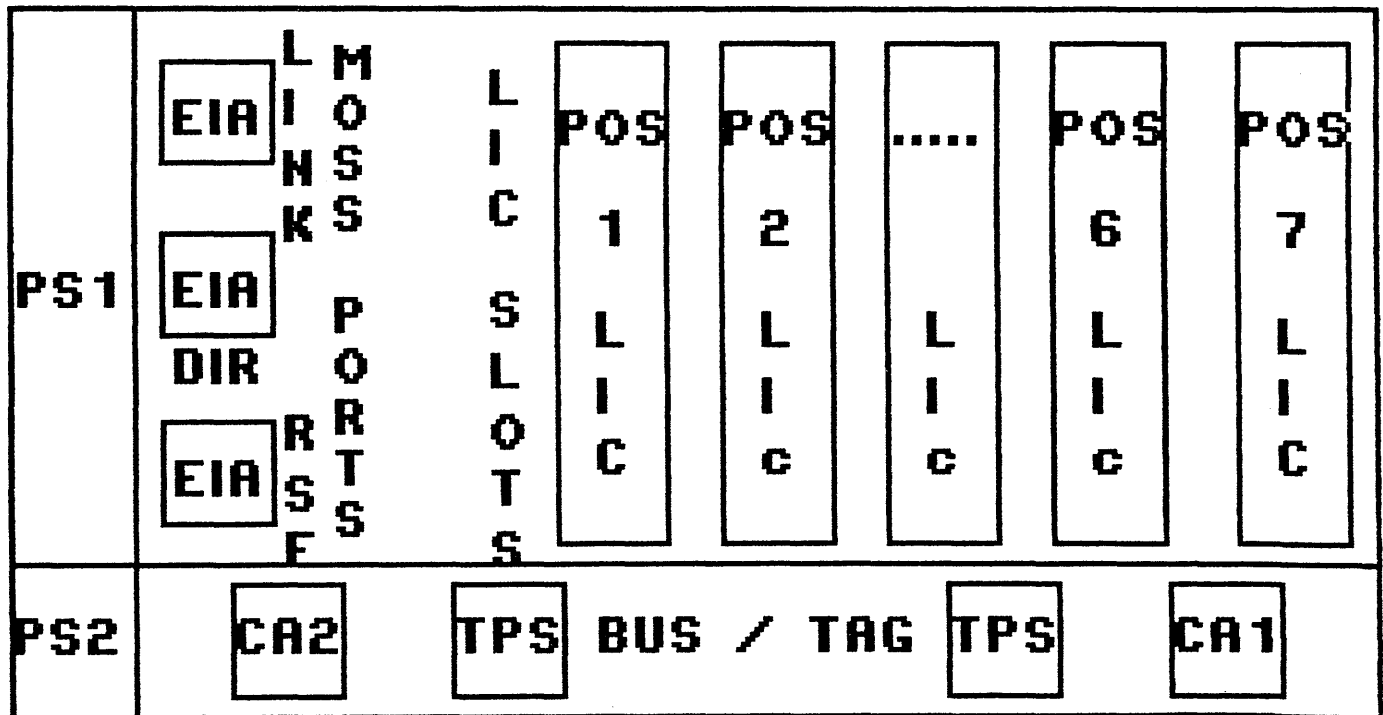 PS1
EIA
EIA
DIR
EIA
LINK
RSF
MOSS PORTS
LIC SLOTS
POS 1 LIC
POS 2 LIc
..... LIc
POS 6 LIc
POS 7 LIC
PS2
CA2
TPS
BUS / TAG
TPS
CA1